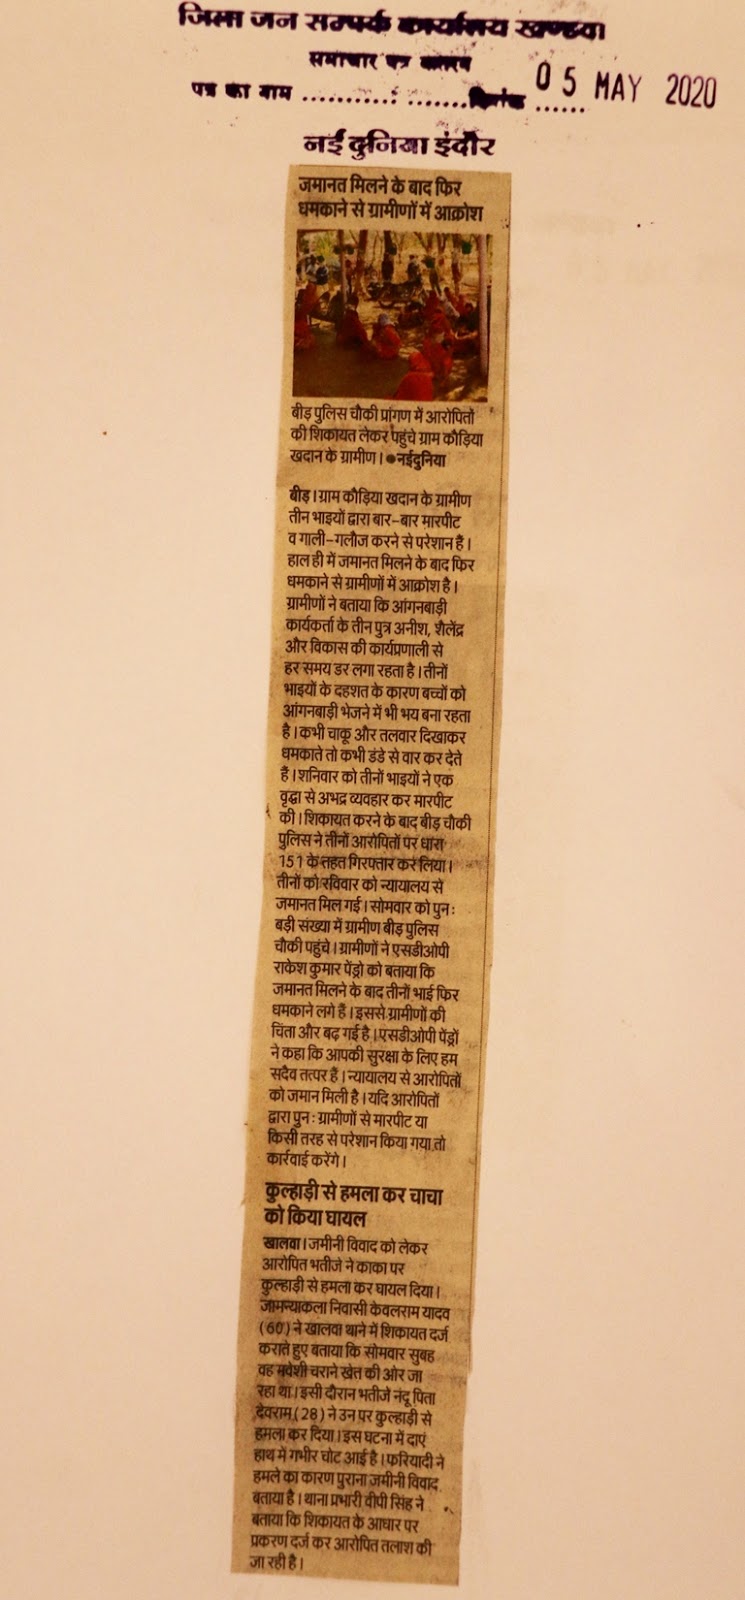 जिला जन सम्पर्क कार्यालय खण्डवा
समाचार पत्र कतरन
पत्र का नाम .................... दिनांक ...... 05 MAY 2020
नई दुनिया इंदौर
जमानत मिलने के बाद फिर
धमकाने से ग्रामीणों में आक्रोश
बीड़ पुलिस चौकी प्रांगण में आरोपितों
की शिकायत लेकर पहुंचे ग्राम कौड़िया
खदान के ग्रामीण। ●नईदुनिया
बीड़। ग्राम कौड़िया खदान के ग्रामीण
तीन भाइयों द्वारा बार-बार मारपीट
व गाली-गलौज करने से परेशान हैं।
हाल ही में जमानत मिलने के बाद फिर
धमकाने से ग्रामीणों में आक्रोश है।
ग्रामीणों ने बताया कि आंगनबाड़ी
कार्यकर्ता के तीन पुत्र अनीश, शैलेंद्र
और विकास की कार्यप्रणाली से
हर समय डर लगा रहता है। तीनों
भाइयों के दहशत के कारण बच्चों को
आंगनबाड़ी भेजने में भी भय बना रहता
है। कभी चाकू और तलवार दिखाकर
धमकाते तो कभी डंडे से वार कर देते
हैं। शनिवार को तीनों भाइयों ने एक
वृद्धा से अभद्र व्यवहार कर मारपीट
की। शिकायत करने के बाद बीड़ चौकी
पुलिस ने तीनों आरोपितों पर धारा
151 के तहत गिरफ्तार कर लिया।
तीनों को रविवार को न्यायालय से
जमानत मिल गई। सोमवार को पुनः
बड़ी संख्या में ग्रामीण बीड़ पुलिस
चौकी पहुंचे। ग्रामीणों ने एसडीओपी
राकेश कुमार पेंड्रो को बताया कि
जमानत मिलने के बाद तीनों भाई फिर
धमकाने लगे हैं। इससे ग्रामीणों की
चिंता और बढ़ गई है। एसडीओपी पेंड्रों
ने कहा कि आपकी सुरक्षा के लिए हम
सदैव तत्पर हैं। न्यायालय से आरोपितों
को जमान मिली है। यदि आरोपितों
द्वारा पुनः ग्रामीणों से मारपीट या
किसी तरह से परेशान किया गया तो
कार्रवाई करेंगे।
कुल्हाड़ी से हमला कर चाचा
को किया घायल
खालवा। जमीनी विवाद को लेकर
आरोपित भतीजे ने काका पर
कुल्हाड़ी से हमला कर घायल दिया।
जामन्याकला निवासी केवलराम यादव
(60) ने खालवा थाने में शिकायत दर्ज
कराते हुए बताया कि सोमवार सुबह
वह मवेशी चराने खेत की ओर जा
रहा था। इसी दौरान भतीजे नंदू पिता
देवराम (28) ने उन पर कुल्हाड़ी से
हमला कर दिया। इस घटना में दाएं
हाथ में गंभीर चोट आई है। फरियादी ने
हमले का कारण पुराना जमीनी विवाद
बताया है। थाना प्रभारी वीपी सिंह ने
बताया कि शिकायत के आधार पर
प्रकरण दर्ज कर आरोपित तलाश की
जा रही है।